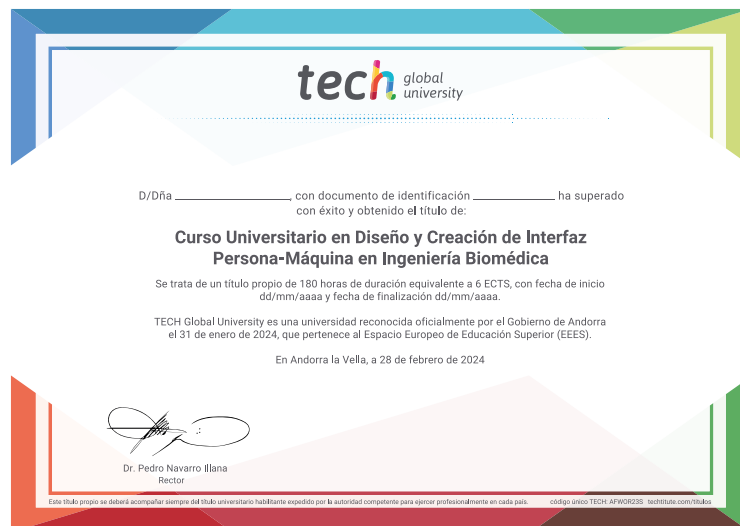 tech global
university
D/Dña ____________________, con documento de identificación ______________ ha superado
con éxito y obtenido el título de:
Curso Universitario en Diseño y Creación de Interfaz
Persona-Máquina en Ingeniería Biomédica
Se trata de un título propio de 180 horas de duración equivalente a 6 ECTS, con fecha de inicio
dd/mm/aaaa y fecha de finalización dd/mm/aaaa.
TECH Global University es una universidad reconocida oficialmente por el Gobierno de Andorra
el 31 de enero de 2024, que pertenece al Espacio Europeo de Educación Superior (EEES).
En Andorra la Vella, a 28 de febrero de 2024
Dr. Pedro Navarro Illana
Rector
Este título propio se deberá acompañar siempre del título universitario habilitante expedido por la autoridad competente para ejercer profesionalmente en cada país. código único TECH: AFWOR23S techtitute.com/titulos